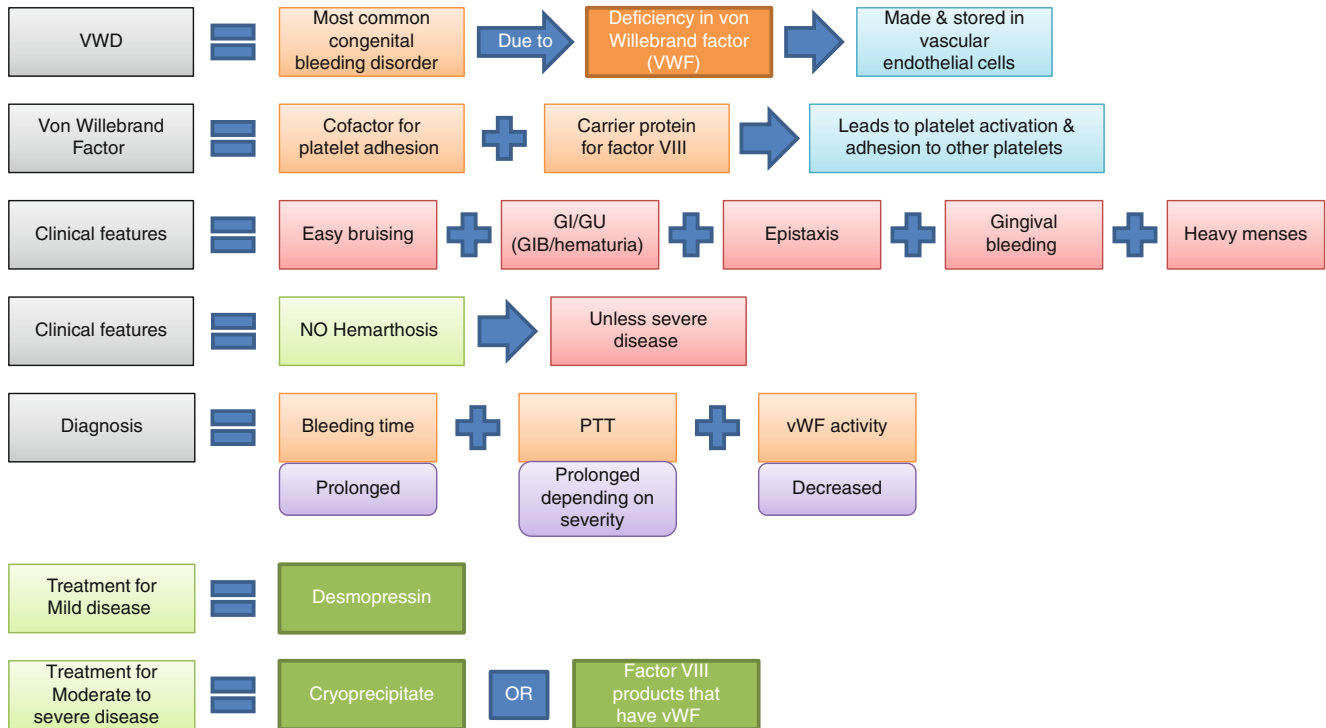 VWD
Most common
congenital
bleeding disorder
Due to
Deficiency in von
Willebrand factor
(VWF)
Made & stored in
vascular
endothelial cells
Von Willebrand
Factor
Cofactor for
platelet adhesion
Carrier protein
for factor VIII
Leads to platelet activation &
adhesion to other platelets
Clinical features
Easy bruising
GI/GU
(GIB/hematuria)
Epistaxis
Gingival
bleeding
Heavy menses
Clinical features
NO Hemarthosis
Unless severe
disease
Diagnosis
Bleeding time
Prolonged
PTT
Prolonged
depending on
severity
vWF activity
Decreased
Treatment for
Mild disease
Desmopressin
Treatment for
Moderate to
severe disease
Cryoprecipitate
OR
Factor VIII
products that
have vWF